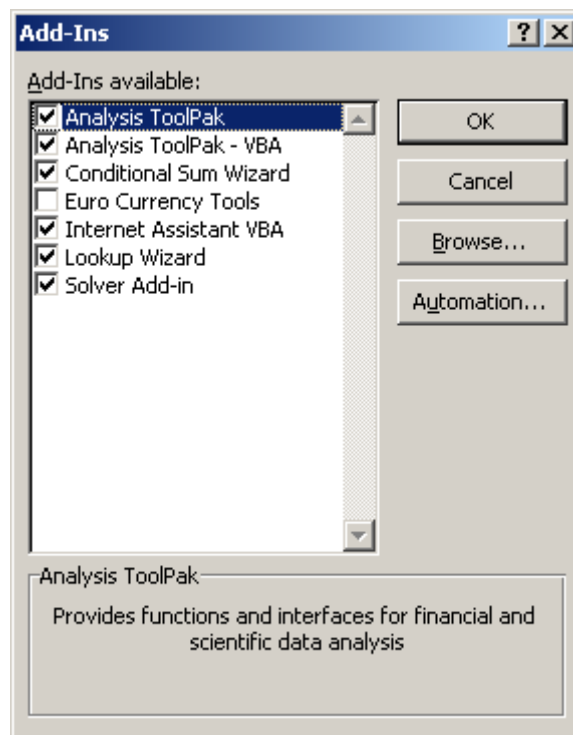 Add-Ins
Add-Ins available:
Analysis ToolPak
Analysis ToolPak - VBA
Conditional Sum Wizard
Euro Currency Tools
Internet Assistant VBA
Lookup Wizard
Solver Add-in
OK
Cancel
Browse...
Automation...
Analysis ToolPak
Provides functions and interfaces for financial and
scientific data analysis